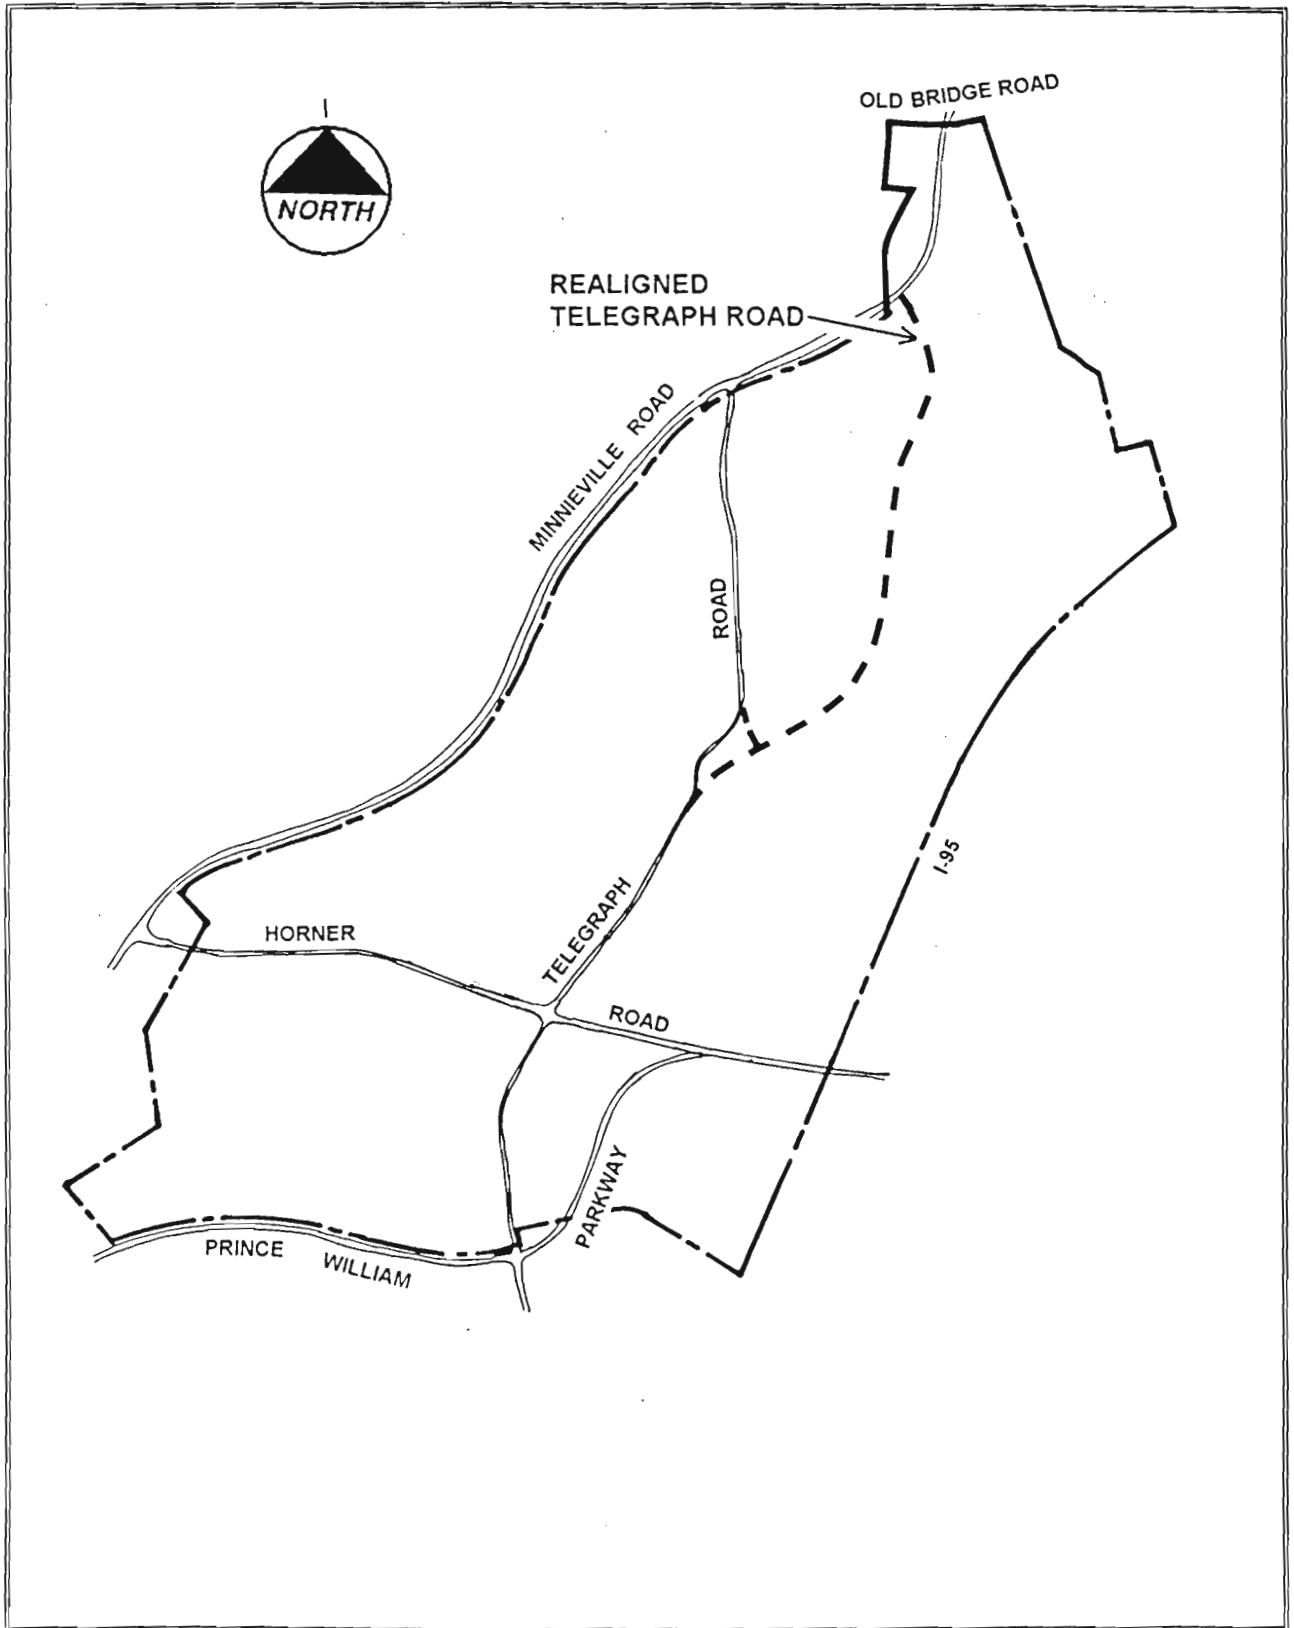 OLD BRIDGE ROAD
NORTH
REALIGNED
TELEGRAPH ROAD
MINNIEVILLE ROAD
ROAD
I-95
TELEGRAPH
HORNER
ROAD
PARKWAY
PRINCE
WILLIAM